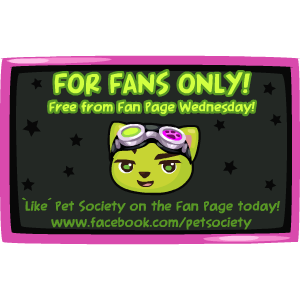 FOR FANS ONLY!
Free from Fan Page Wednesday!
`Like´ Pet Society on the Fan Page today!
www.facebook.com/petsociety